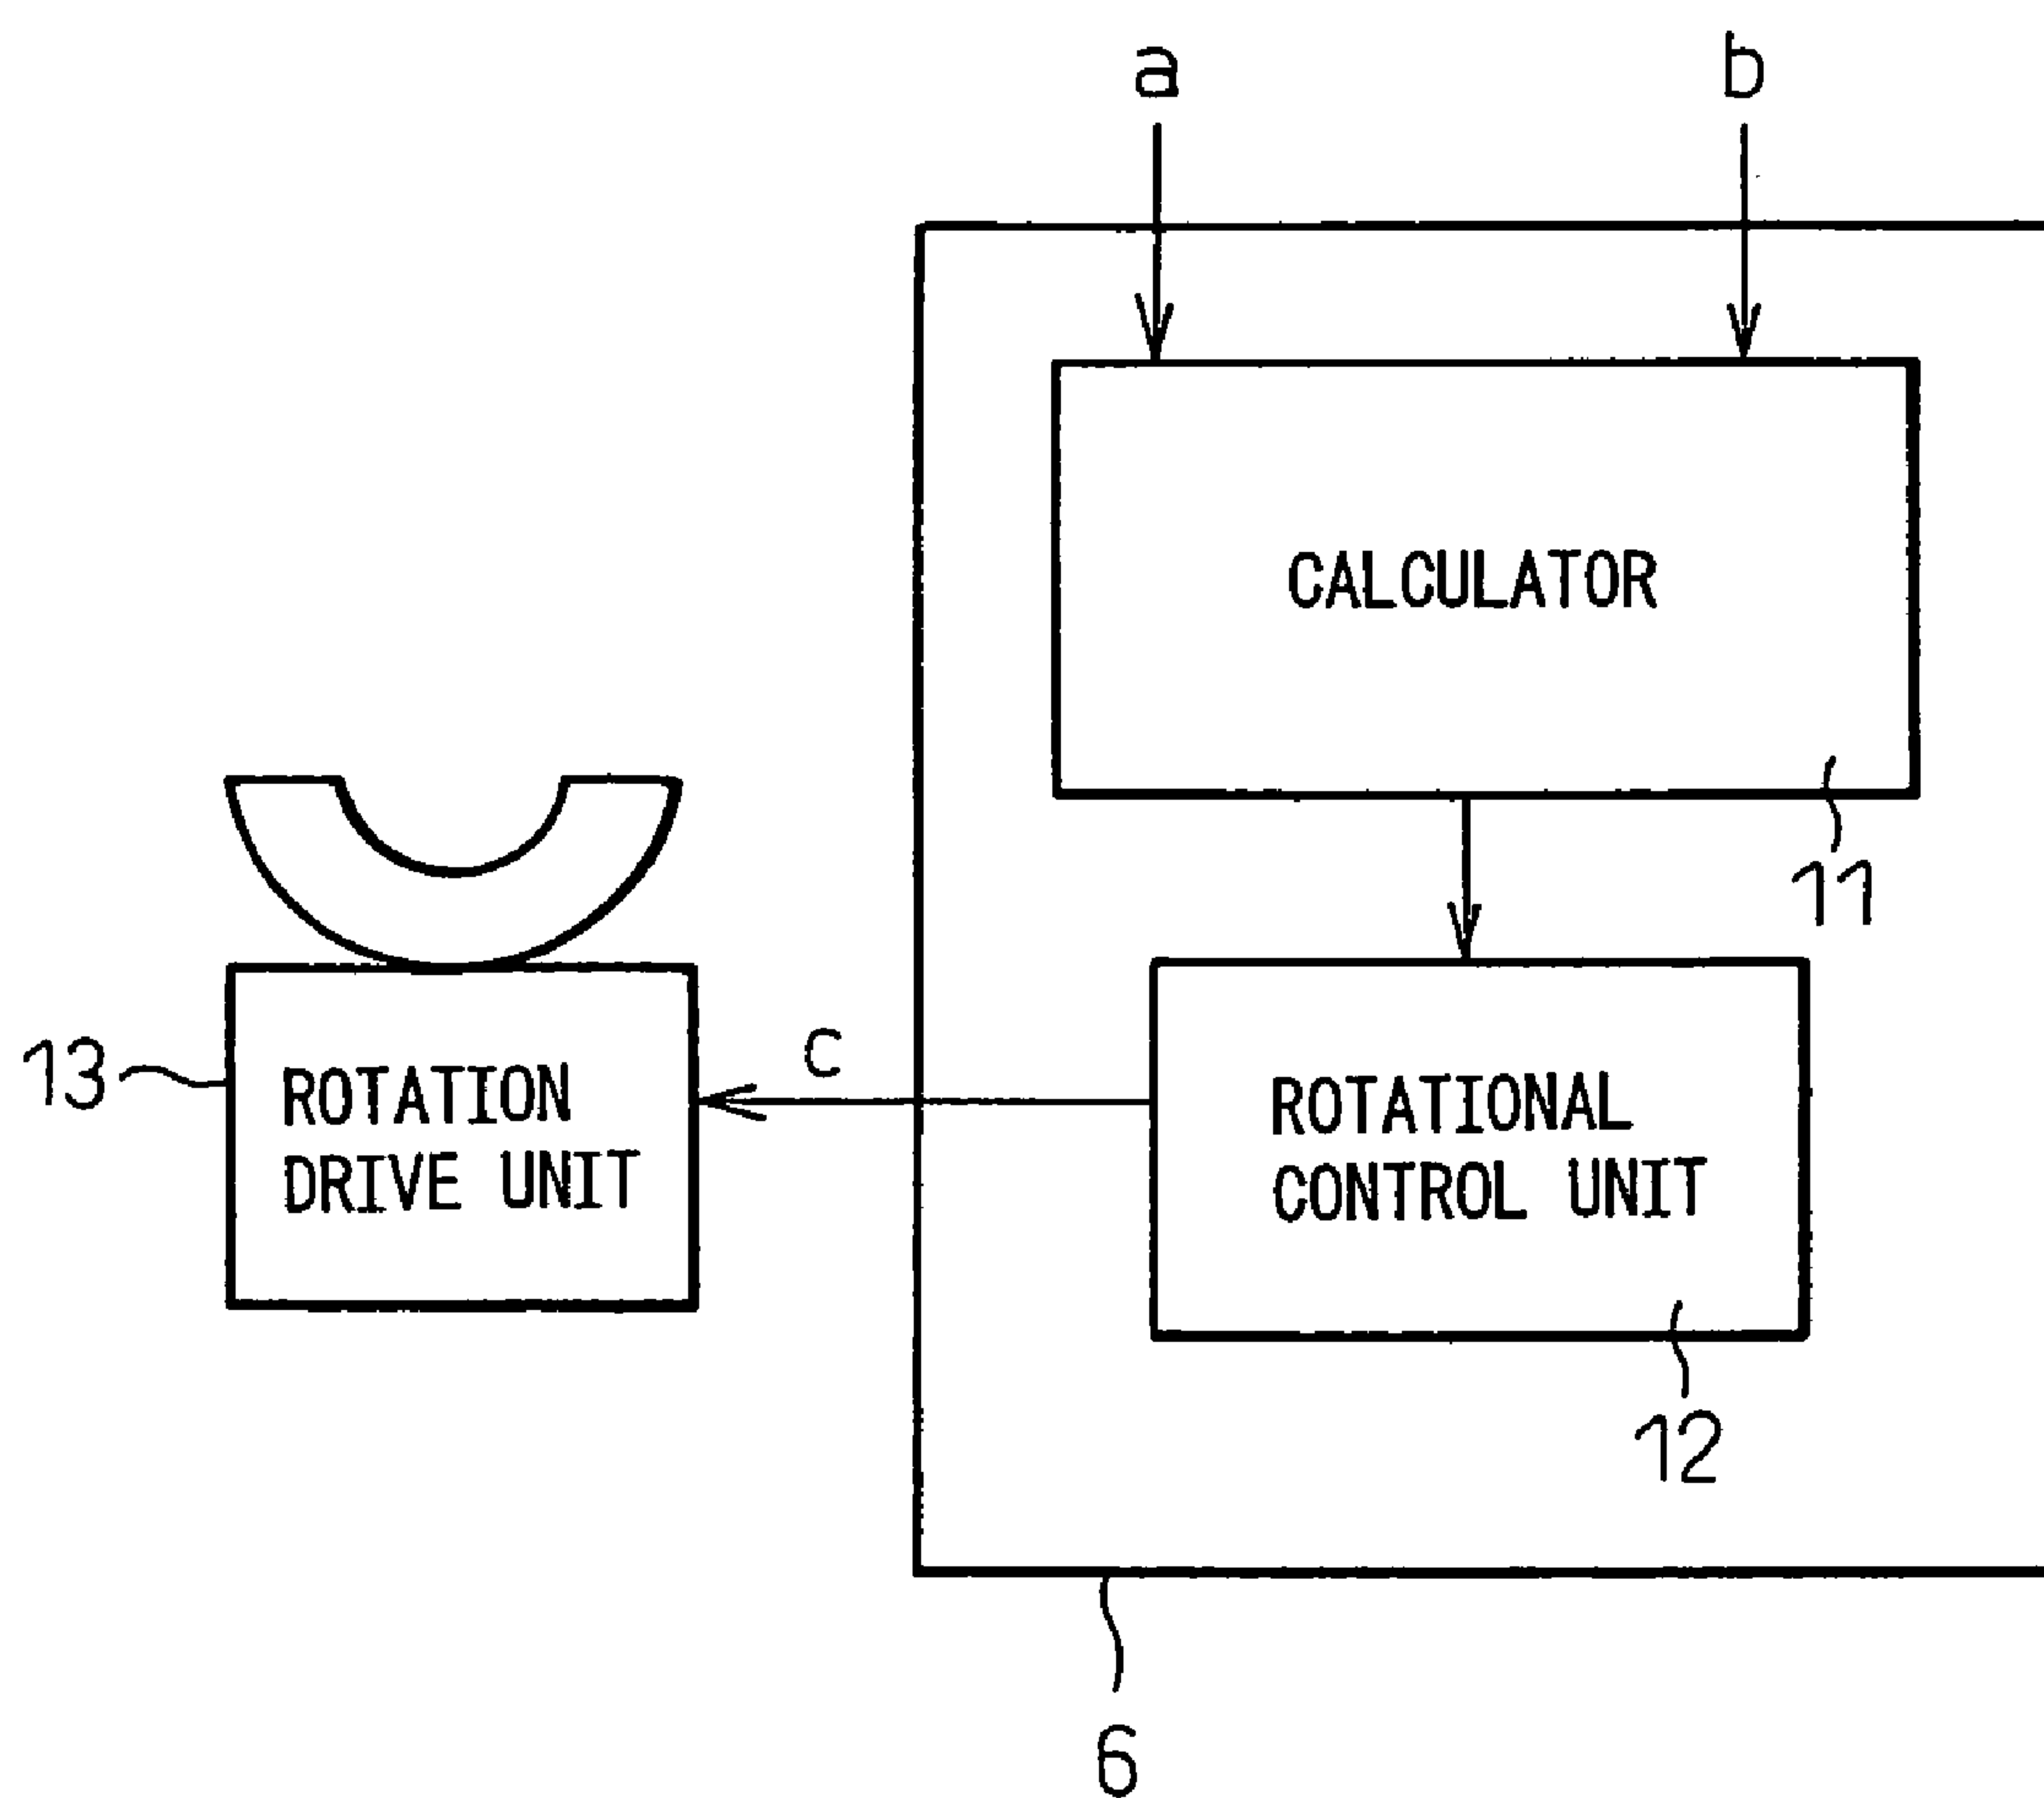 a
b
CALCULATOR
11
13
ROTATION
DRIVE UNIT
c
ROTATIONAL
CONTROL UNIT
12
6